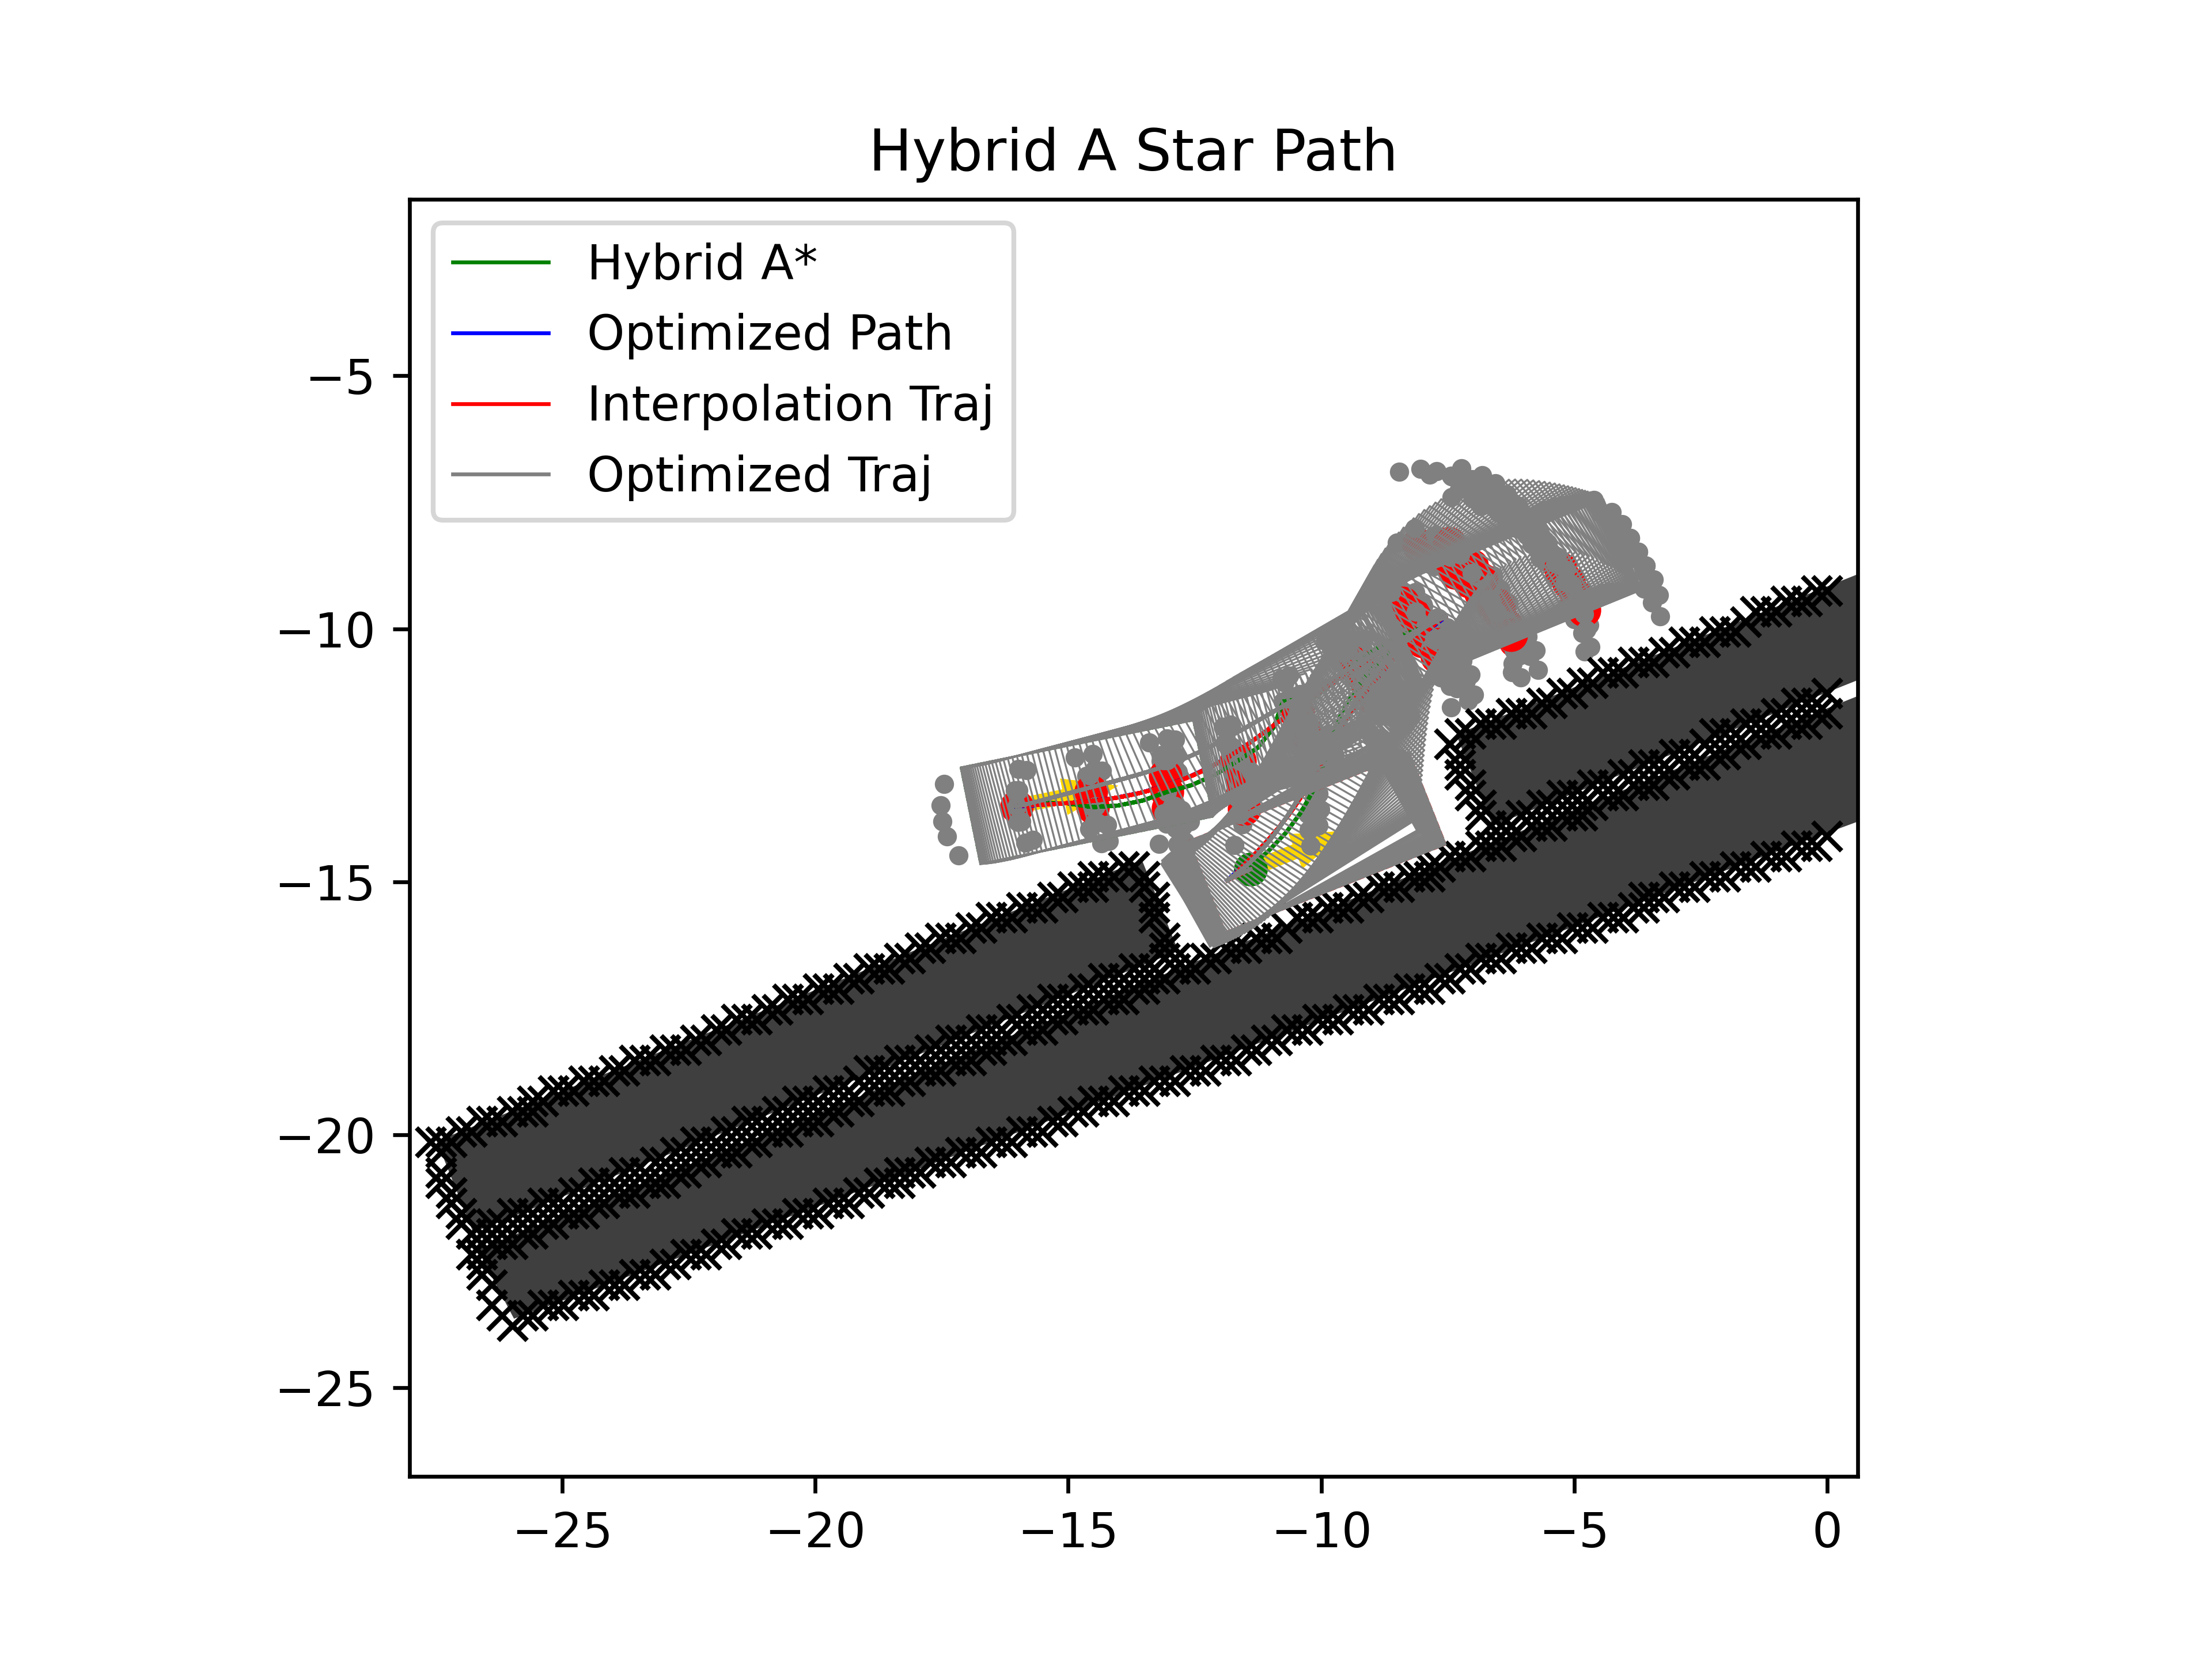 Hybrid A Star Path
Hybrid A*
Optimized Path
Interpolation Traj
Optimized Traj
−5
−10
−15
−20
−25
−25 −20 −15 −10 −5 0